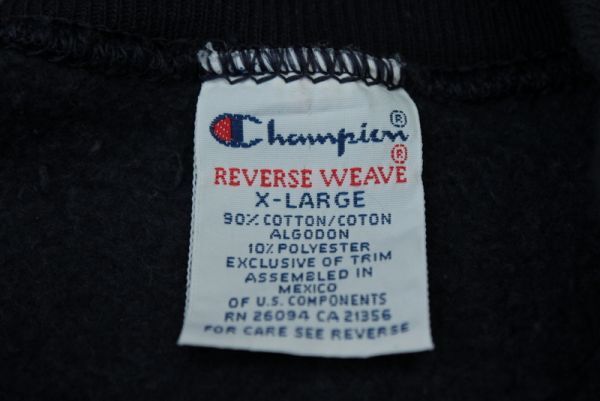 Champion®
REVERSE WEAVE®
X-LARGE
90% COTTON/COTON
ALGODON
10% POLYESTER
EXCLUSIVE OF TRIM
ASSEMBLED IN
MEXICO
OF U.S. COMPONENTS
RN 26094 CA 21356
FOR CARE SEE REVERSE